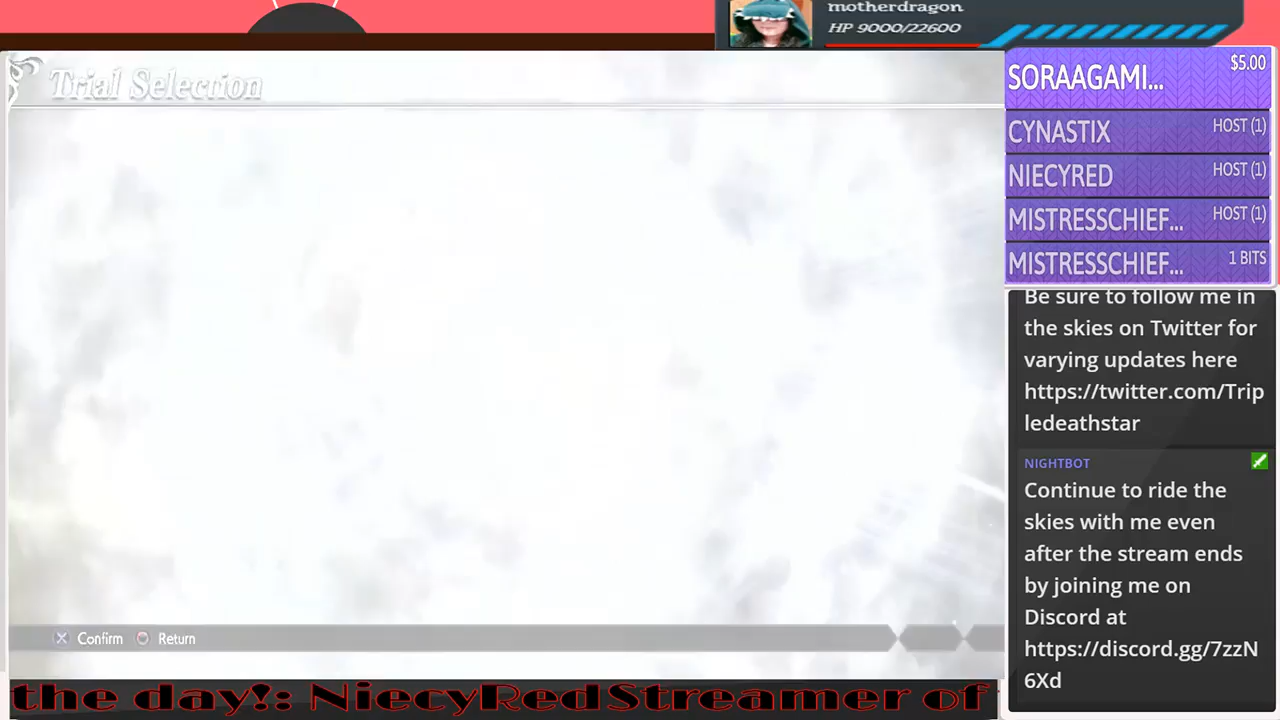 motherdragon
HP 9000/22600
Trial Selection
SORAAGAMI... $5.00
CYNASTIX HOST (1)
NIECYRED HOST (1)
MISTRESSCHIEF... HOST (1)
MISTRESSCHIEF... 1 BITS
Be sure to follow me in
the skies on Twitter for
varying updates here
https://twitter.com/Trip
ledeathstar
NIGHTBOT
Continue to ride the
skies with me even
after the stream ends
by joining me on
Discord at
https://discord.gg/7zzN
6Xd
Confirm Return
the day!: NiecyRedStreamer of